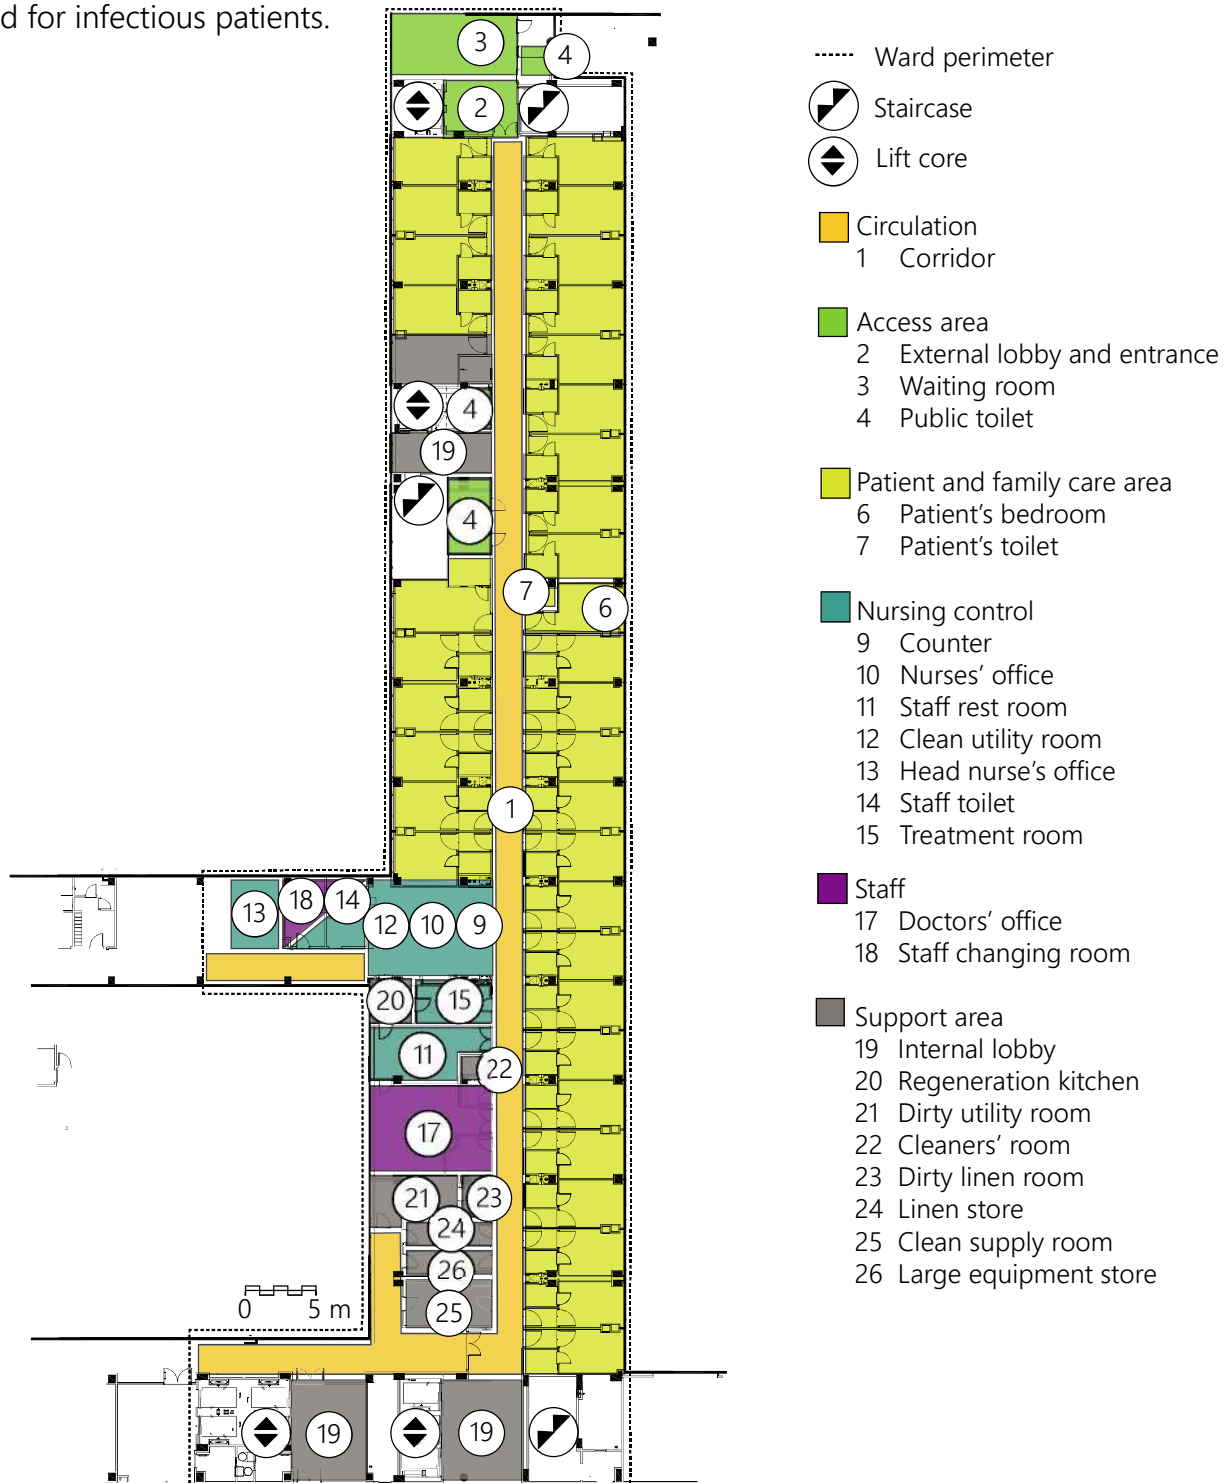 d for infectious patients.
3
4
2
4
19
4
7
6
1
13
18
14
12
10
9
20
15
11
22
17
21
23
24
26
25
0 5 m
19
19
Ward perimeter
Staircase
Lift core
Circulation
1 Corridor
Access area
2 External lobby and entrance
3 Waiting room
4 Public toilet
Patient and family care area
6 Patient's bedroom
7 Patient's toilet
Nursing control
9 Counter
10 Nurses' office
11 Staff rest room
12 Clean utility room
13 Head nurse's office
14 Staff toilet
15 Treatment room
Staff
17 Doctors' office
18 Staff changing room
Support area
19 Internal lobby
20 Regeneration kitchen
21 Dirty utility room
22 Cleaners' room
23 Dirty linen room
24 Linen store
25 Clean supply room
26 Large equipment store